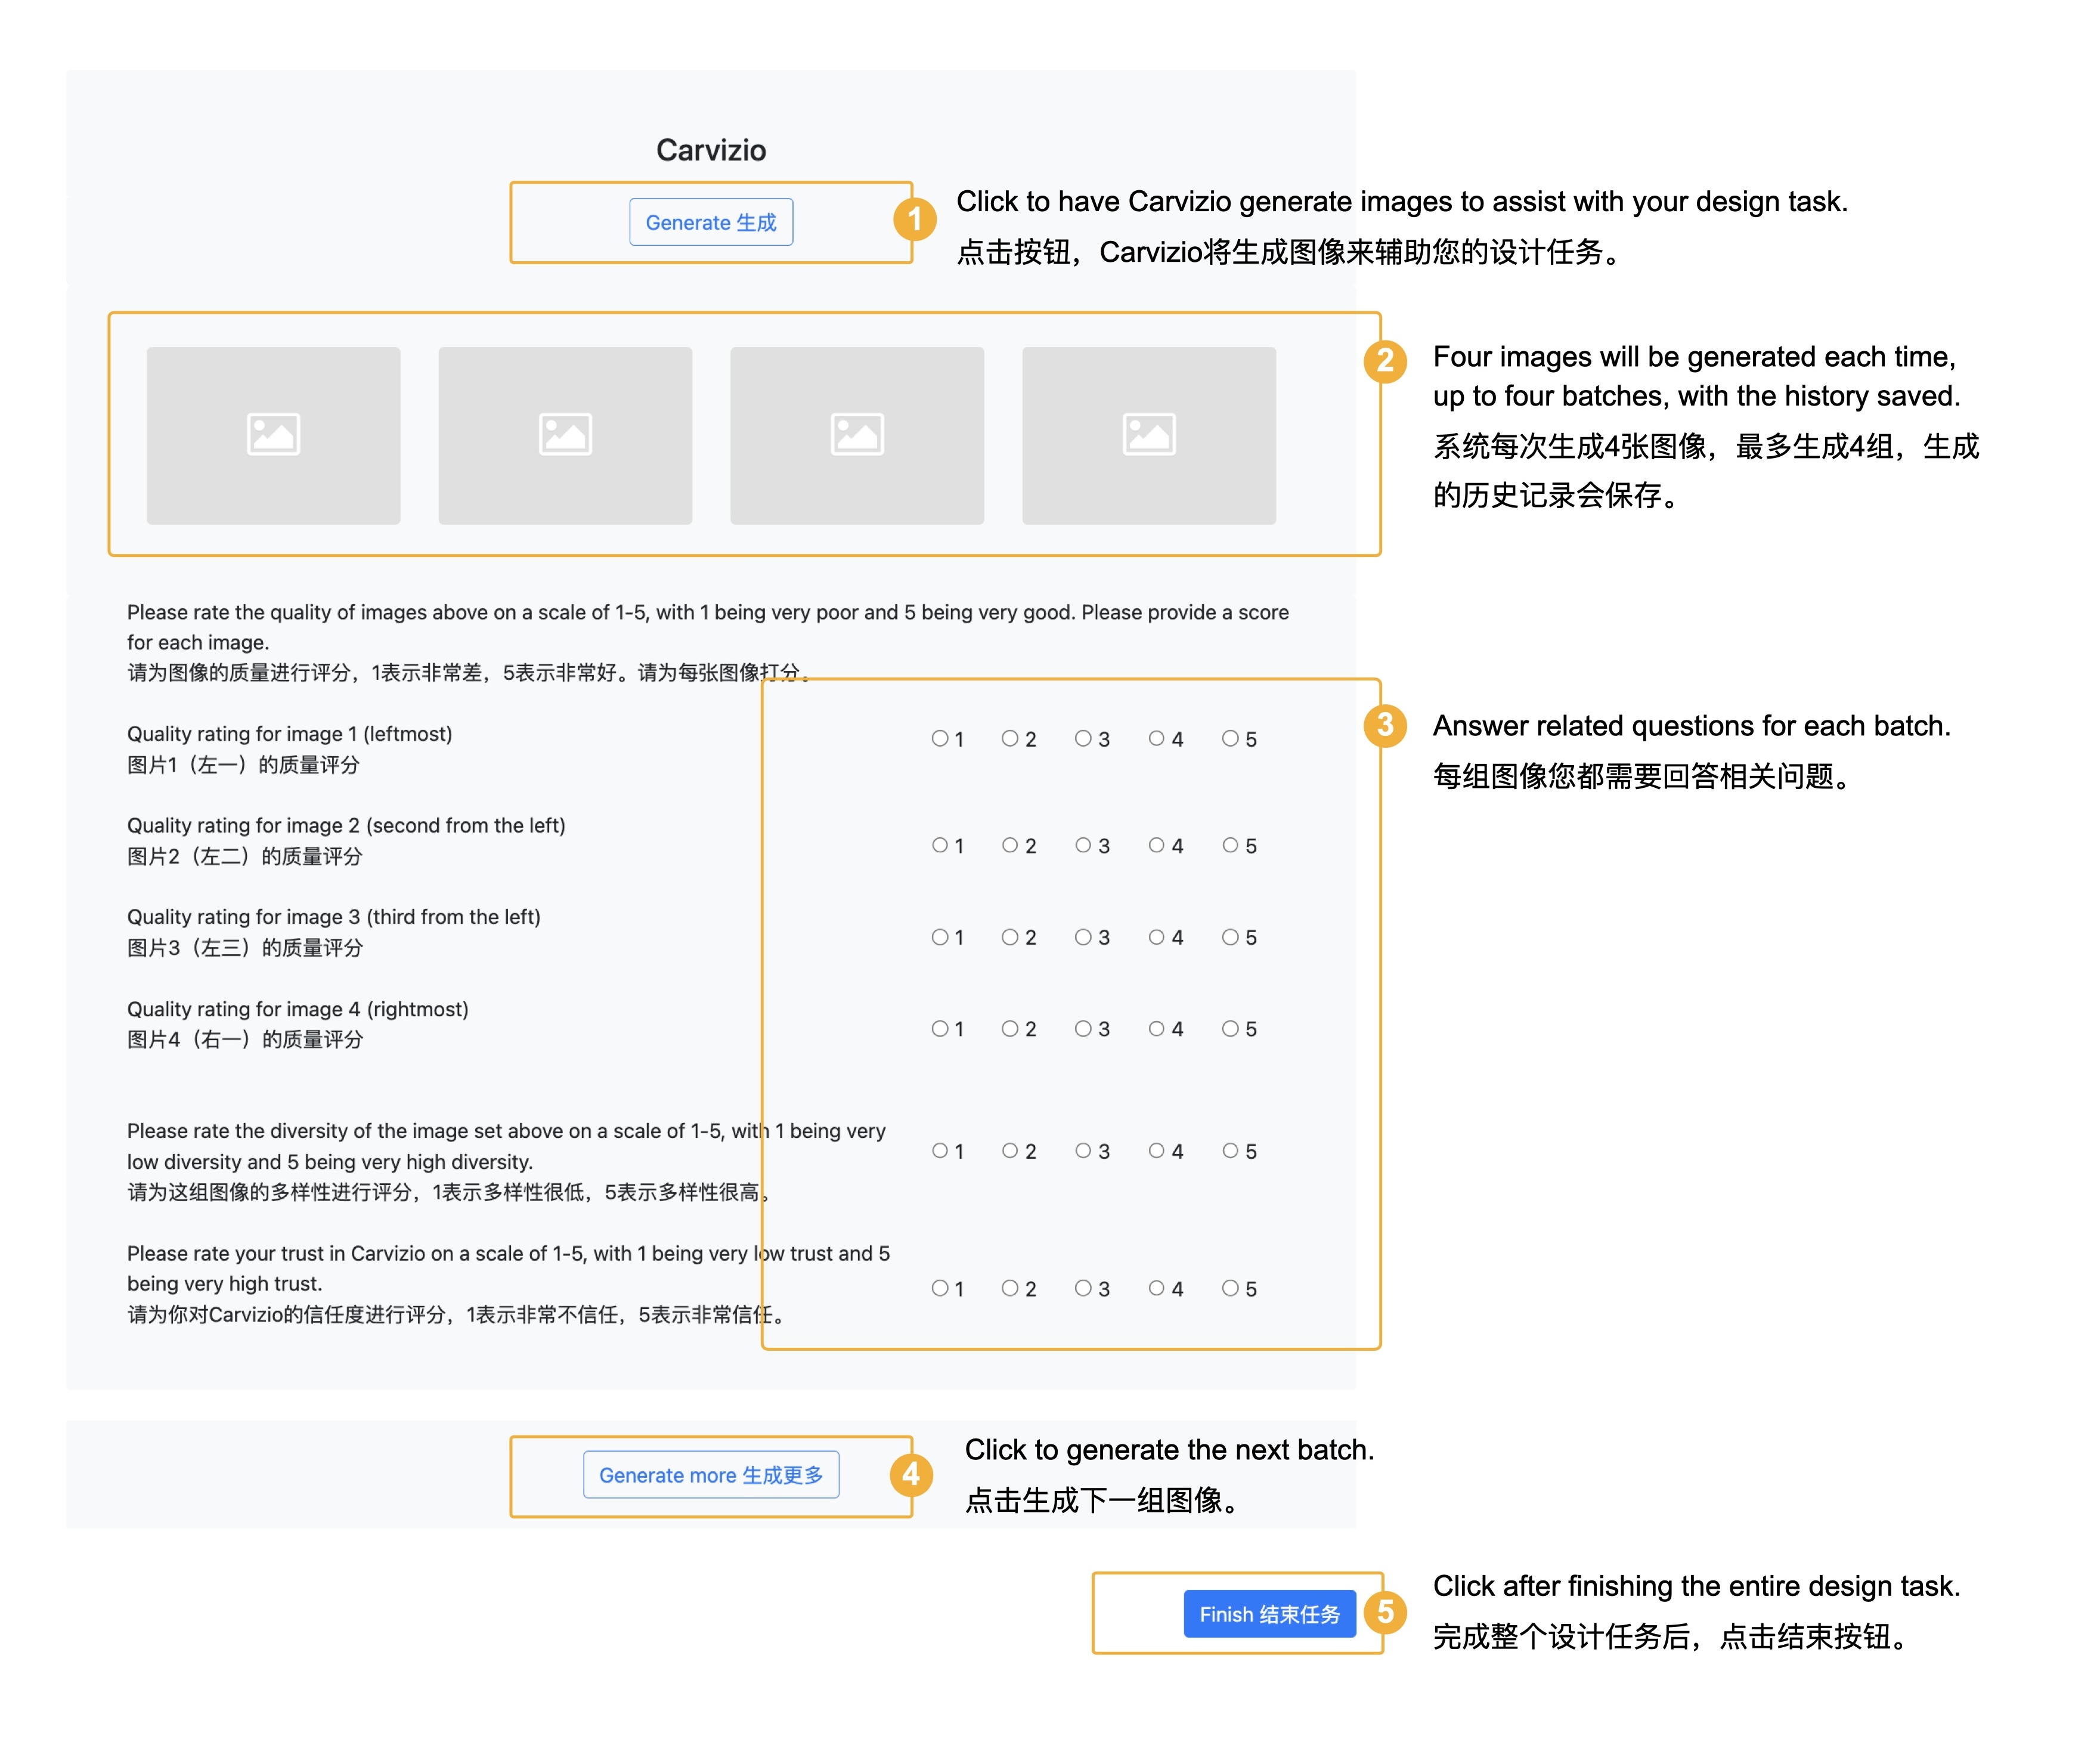 Carvizio
Generate 生成
1
Click to have Carvizio generate images to assist with your design task.
点击按钮，Carvizio将生成图像来辅助您的设计任务。
2
Four images will be generated each time,
up to four batches, with the history saved.
系统每次生成4张图像，最多生成4组，生成
的历史记录会保存。
Please rate the quality of images above on a scale of 1-5, with 1 being very poor and 5 being very good. Please provide a score
for each image.
请为图像的质量进行评分，1表示非常差，5表示非常好。请为每张图像打分。
3
Answer related questions for each batch.
每组图像您都需要回答相关问题。
Quality rating for image 1 (leftmost)
图片1（左一）的质量评分
1 2 3 4 5
Quality rating for image 2 (second from the left)
图片2（左二）的质量评分
1 2 3 4 5
Quality rating for image 3 (third from the left)
图片3（左三）的质量评分
1 2 3 4 5
Quality rating for image 4 (rightmost)
图片4（右一）的质量评分
1 2 3 4 5
Please rate the diversity of the image set above on a scale of 1-5, with 1 being very
low diversity and 5 being very high diversity.
请为这组图像的多样性进行评分，1表示多样性很低，5表示多样性很高。
1 2 3 4 5
Please rate your trust in Carvizio on a scale of 1-5, with 1 being very low trust and 5
being very high trust.
请为你对Carvizio的信任度进行评分，1表示非常不信任，5表示非常信任。
1 2 3 4 5
Generate more 生成更多
4
Click to generate the next batch.
点击生成下一组图像。
Finish 结束任务
5
Click after finishing the entire design task.
完成整个设计任务后，点击结束按钮。